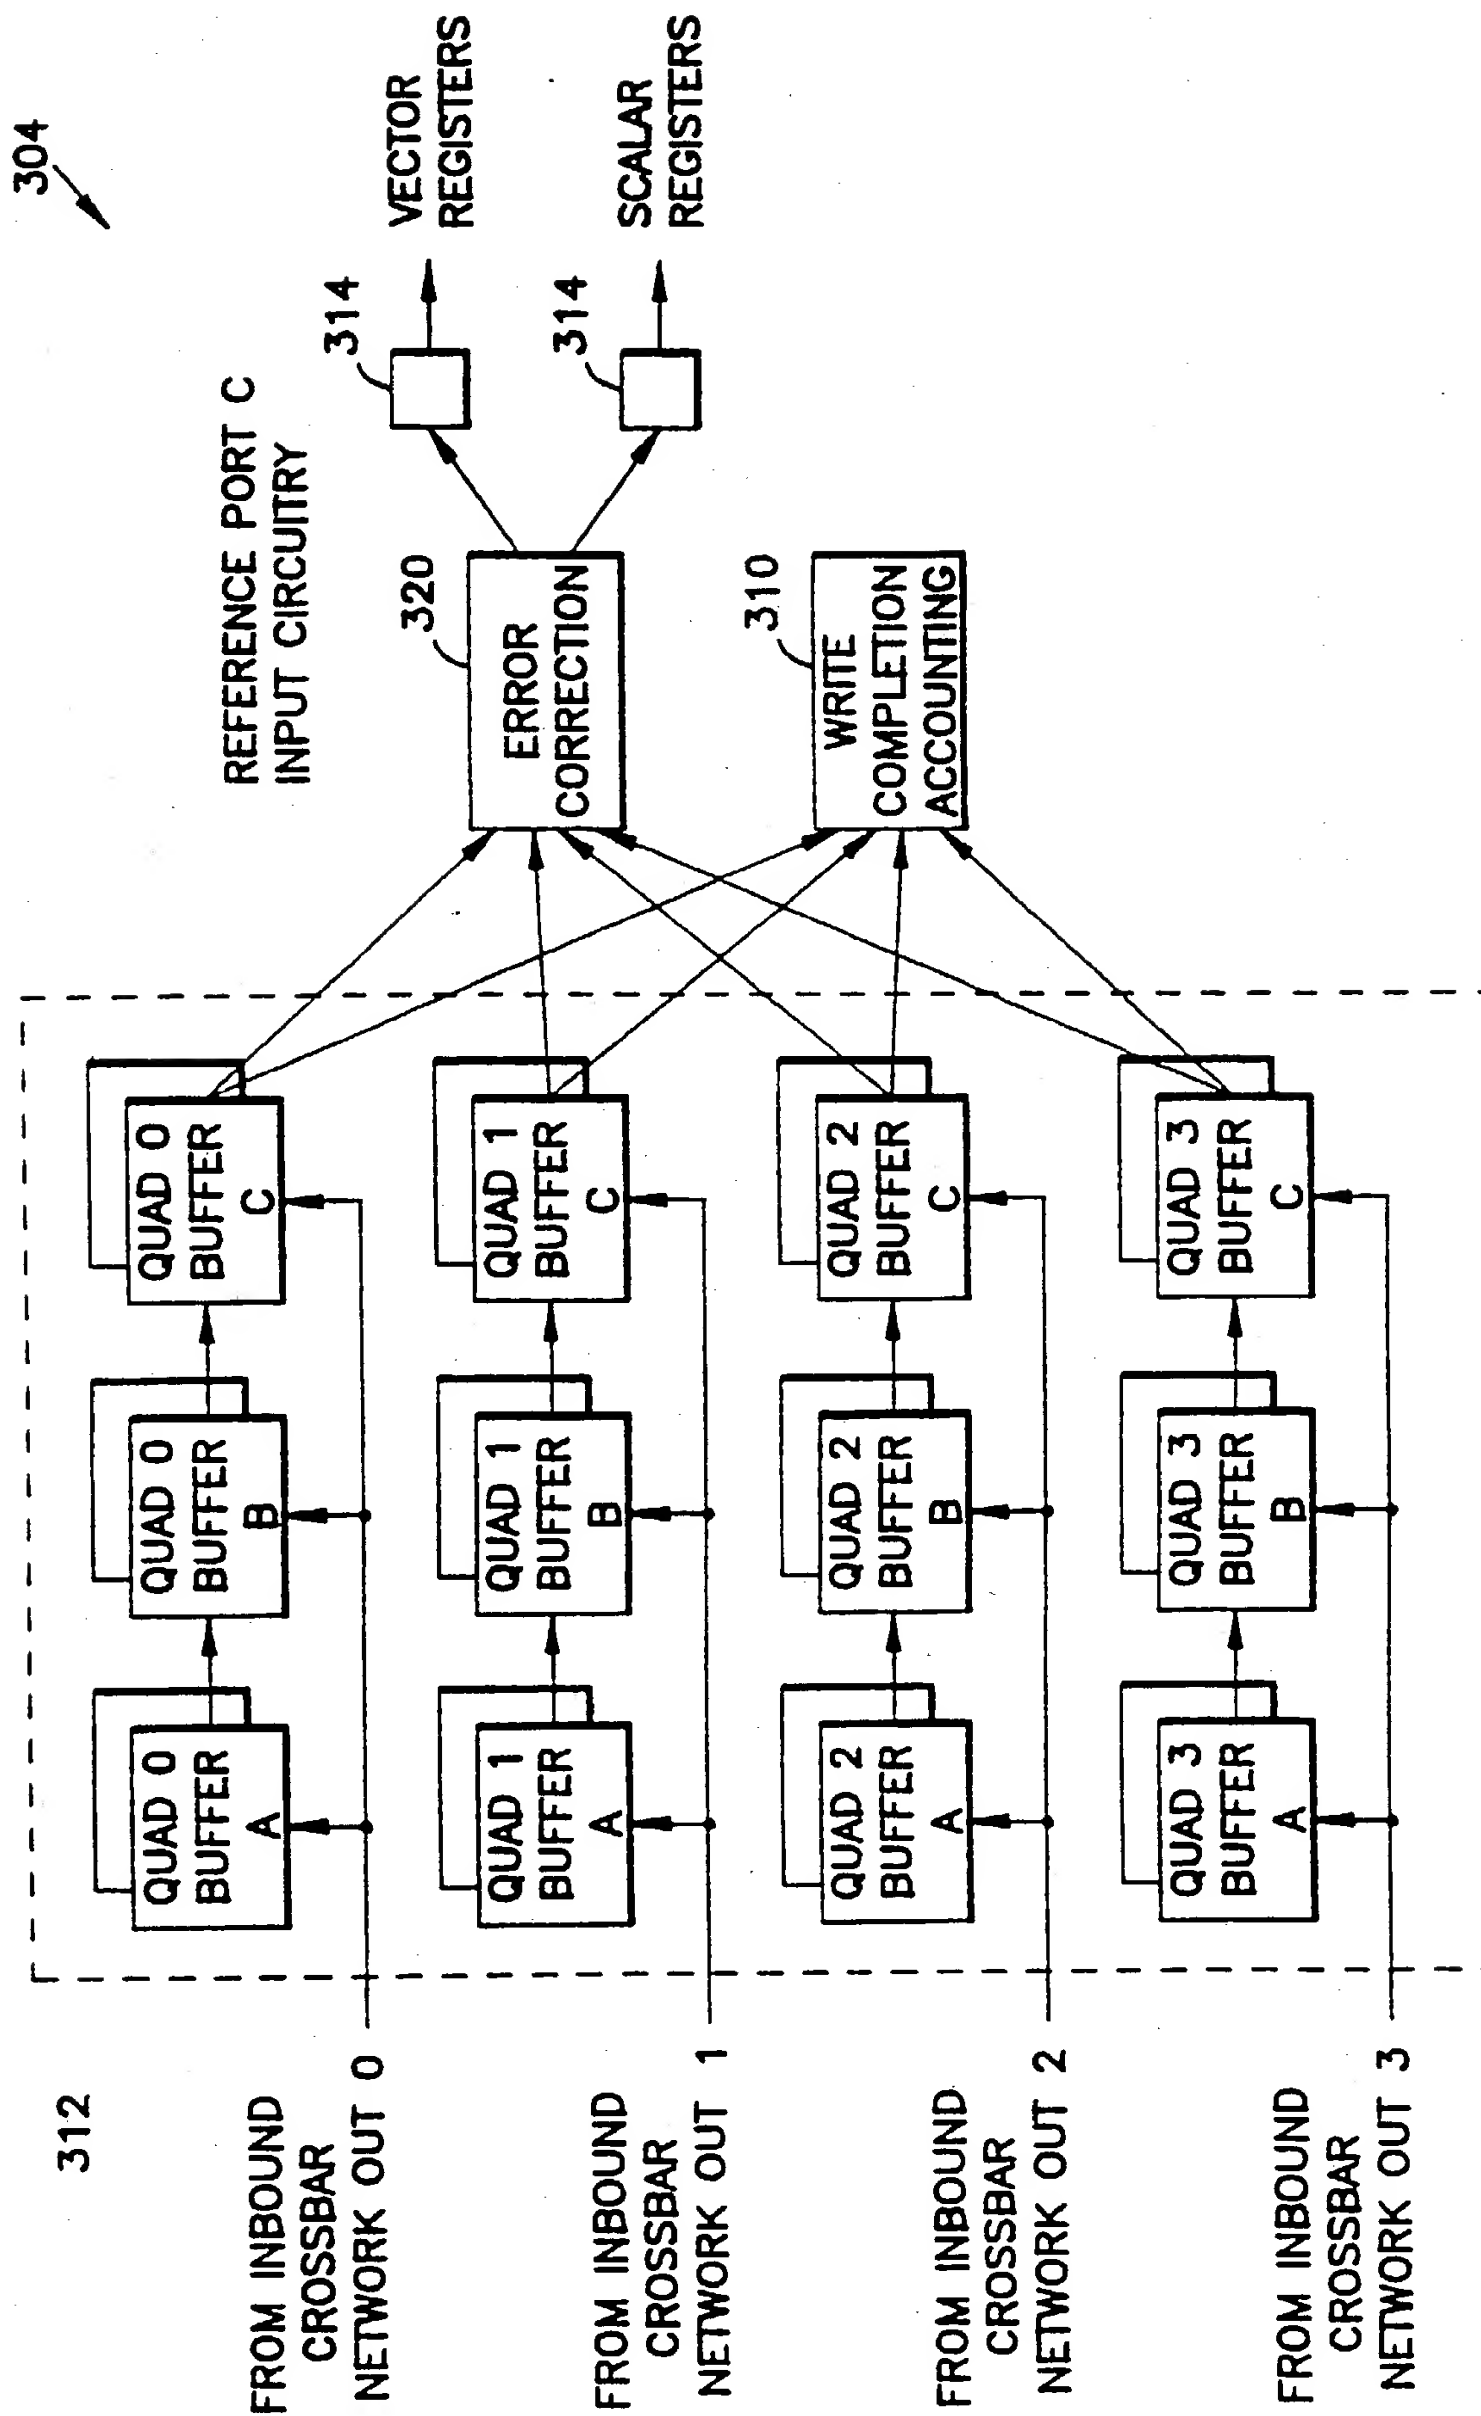 304
REFERENCE PORT C
INPUT CIRCUITRY
312
FROM INBOUND
CROSSBAR
NETWORK OUT 0
QUAD 0
BUFFER
A
QUAD 0
BUFFER
B
QUAD 0
BUFFER
C
FROM INBOUND
CROSSBAR
NETWORK OUT 1
QUAD 1
BUFFER
A
QUAD 1
BUFFER
B
QUAD 1
BUFFER
C
FROM INBOUND
CROSSBAR
NETWORK OUT 2
QUAD 2
BUFFER
A
QUAD 2
BUFFER
B
QUAD 2
BUFFER
C
FROM INBOUND
CROSSBAR
NETWORK OUT 3
QUAD 3
BUFFER
A
QUAD 3
BUFFER
B
QUAD 3
BUFFER
C
320
ERROR
CORRECTION
310
WRITE
COMPLETION
ACCOUNTING
314
VECTOR
REGISTERS
314
SCALAR
REGISTERS